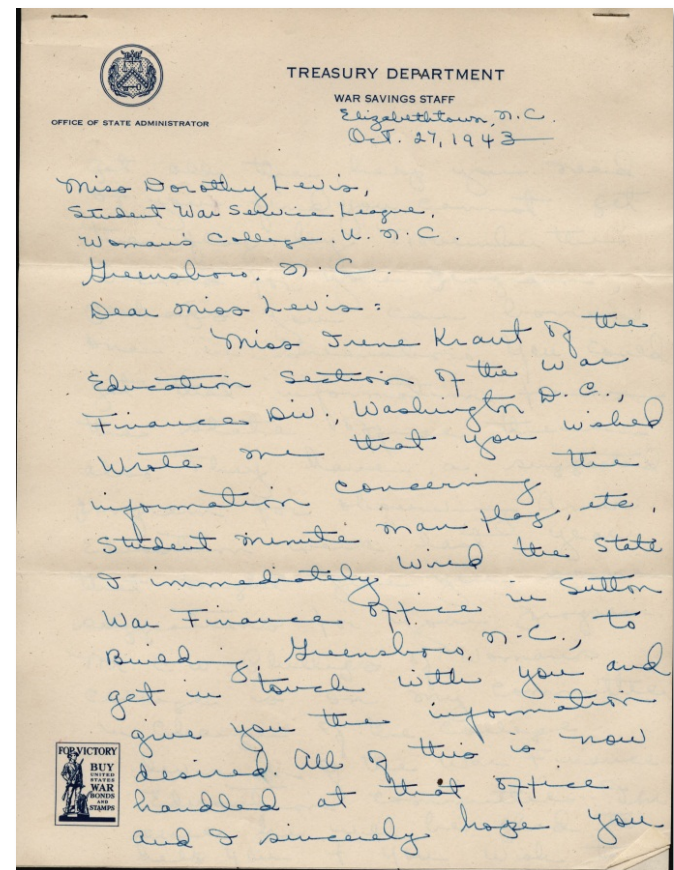 TREASURY DEPARTMENT
WAR SAVINGS STAFF
OFFICE OF STATE ADMINISTRATOR
Elizabethtown, N.C.
Oct. 27, 1943
Miss Dorothy Levis,
Student War Service League,
Woman's College, U. N. C.
Greensboro, N. C.
Dear Miss Levis:
Miss Irene Kraut of the
Education Section of the War
Finance Div., Washington D.C.,
wrote me that you wished
information concerning the
Student Minute Man flag, etc.
I immediately wired the State
War Finance Office in Sutton
Building, Greensboro, N.C., to
get in touch with you and
give you the information
desired. All of this is now
handled at that office
and I sincerely hope you
FOR VICTORY
BUY
UNITED
STATES
WAR
BONDS
AND
STAMPS